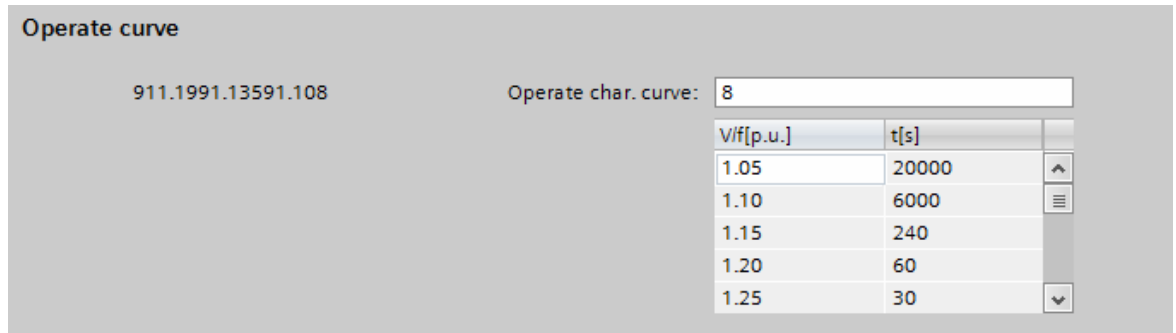 Operate curve
911.1991.13591.108 Operate char. curve: 8
V/f[p.u.] t[s]
1.05 20000
1.10 6000
1.15 240
1.20 60
1.25 30